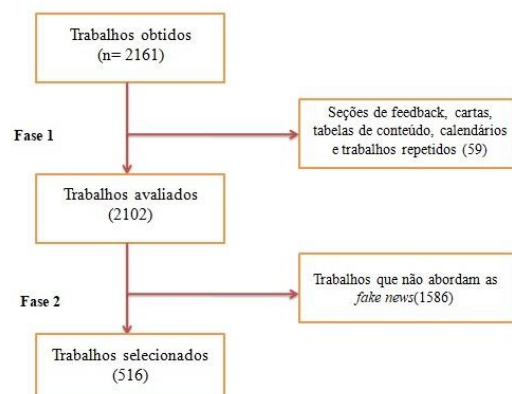 Trabalhos obtidos
(n= 2161)
Fase 1
Seções de feedback, cartas,
tabelas de conteúdo, calendários
e trabalhos repetidos (59)
Trabalhos avaliados
(2102)
Fase 2
Trabalhos que não abordam as
fake news(1586)
Trabalhos selecionados
(516)